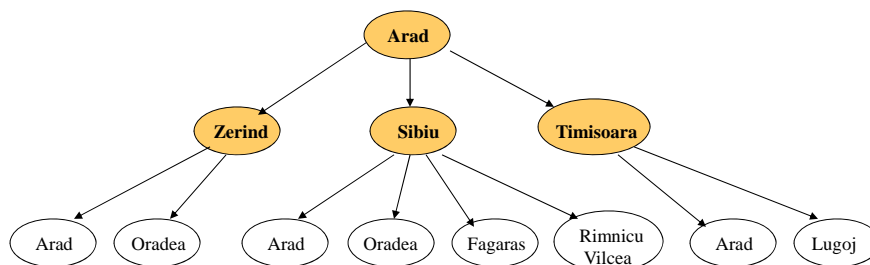 Arad
Zerind
Sibiu
Timisoara
Arad
Oradea
Arad
Oradea
Fagaras
Rimnicu
Vilcea
Arad
Lugoj